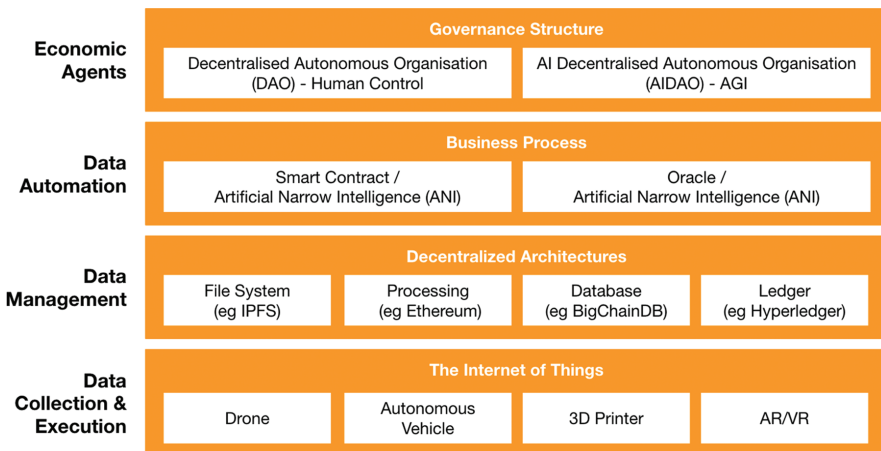 Economic
Agents
Governance Structure
Decentralised Autonomous Organisation
(DAO) - Human Control
AI Decentralised Autonomous Organisation
(AIDAO) - AGI
Data
Automation
Business Process
Smart Contract /
Artificial Narrow Intelligence (ANI)
Oracle /
Artificial Narrow Intelligence (ANI)
Data
Management
Decentralized Architectures
File System
(eg IPFS)
Processing
(eg Ethereum)
Database
(eg BigChainDB)
Ledger
(eg Hyperledger)
Data
Collection &
Execution
The Internet of Things
Drone
Autonomous
Vehicle
3D Printer
AR/VR